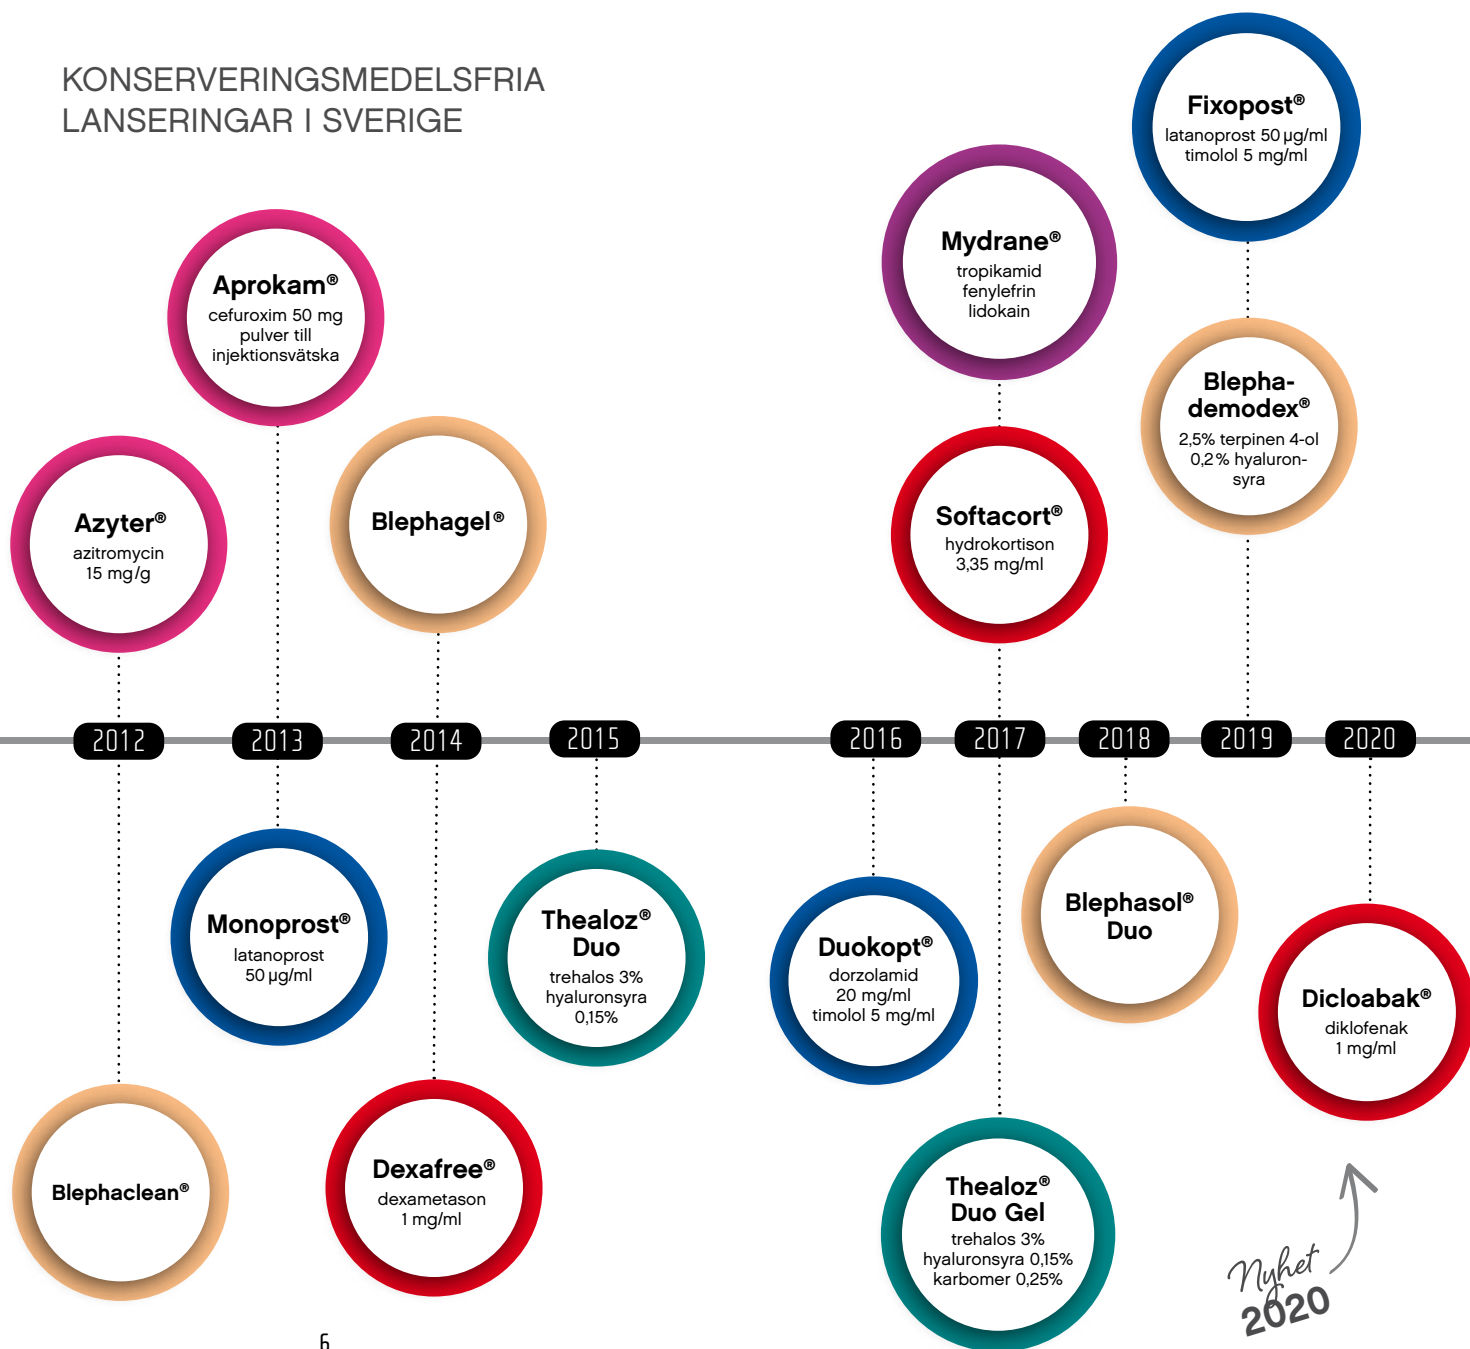 KONSERVERINGSMEDELSFRIA
LANSERINGAR I SVERIGE
Azyter®
azitromycin
15 mg/g
Aprokam®
cefuroxim 50 mg
pulver till
injektionsvätska
Blephagel®
Mydrane®
tropikamid
fenylefrin
lidokain
Softacort®
hydrokortison
3,35 mg/ml
Fixopost®
latanoprost 50 µg/ml
timolol 5 mg/ml
Blepha-
demodex®
2,5% terpinen 4-ol
0,2% hyaluron-
syra
2012
2013
2014
2015
2016
2017
2018
2019
2020
Blephaclean®
Monoprost®
latanoprost
50 µg/ml
Dexafree®
dexametason
1 mg/ml
Thealoz®
Duo
trehalos 3%
hyaluronsyra
0,15%
Duokopt®
dorzolamid
20 mg/ml
timolol 5 mg/ml
Thealoz®
Duo Gel
trehalos 3%
hyaluronsyra 0,15%
karbomer 0,25%
Blephasol®
Duo
Dicloabak®
diklofenak
1 mg/ml
Nyhet
2020
6